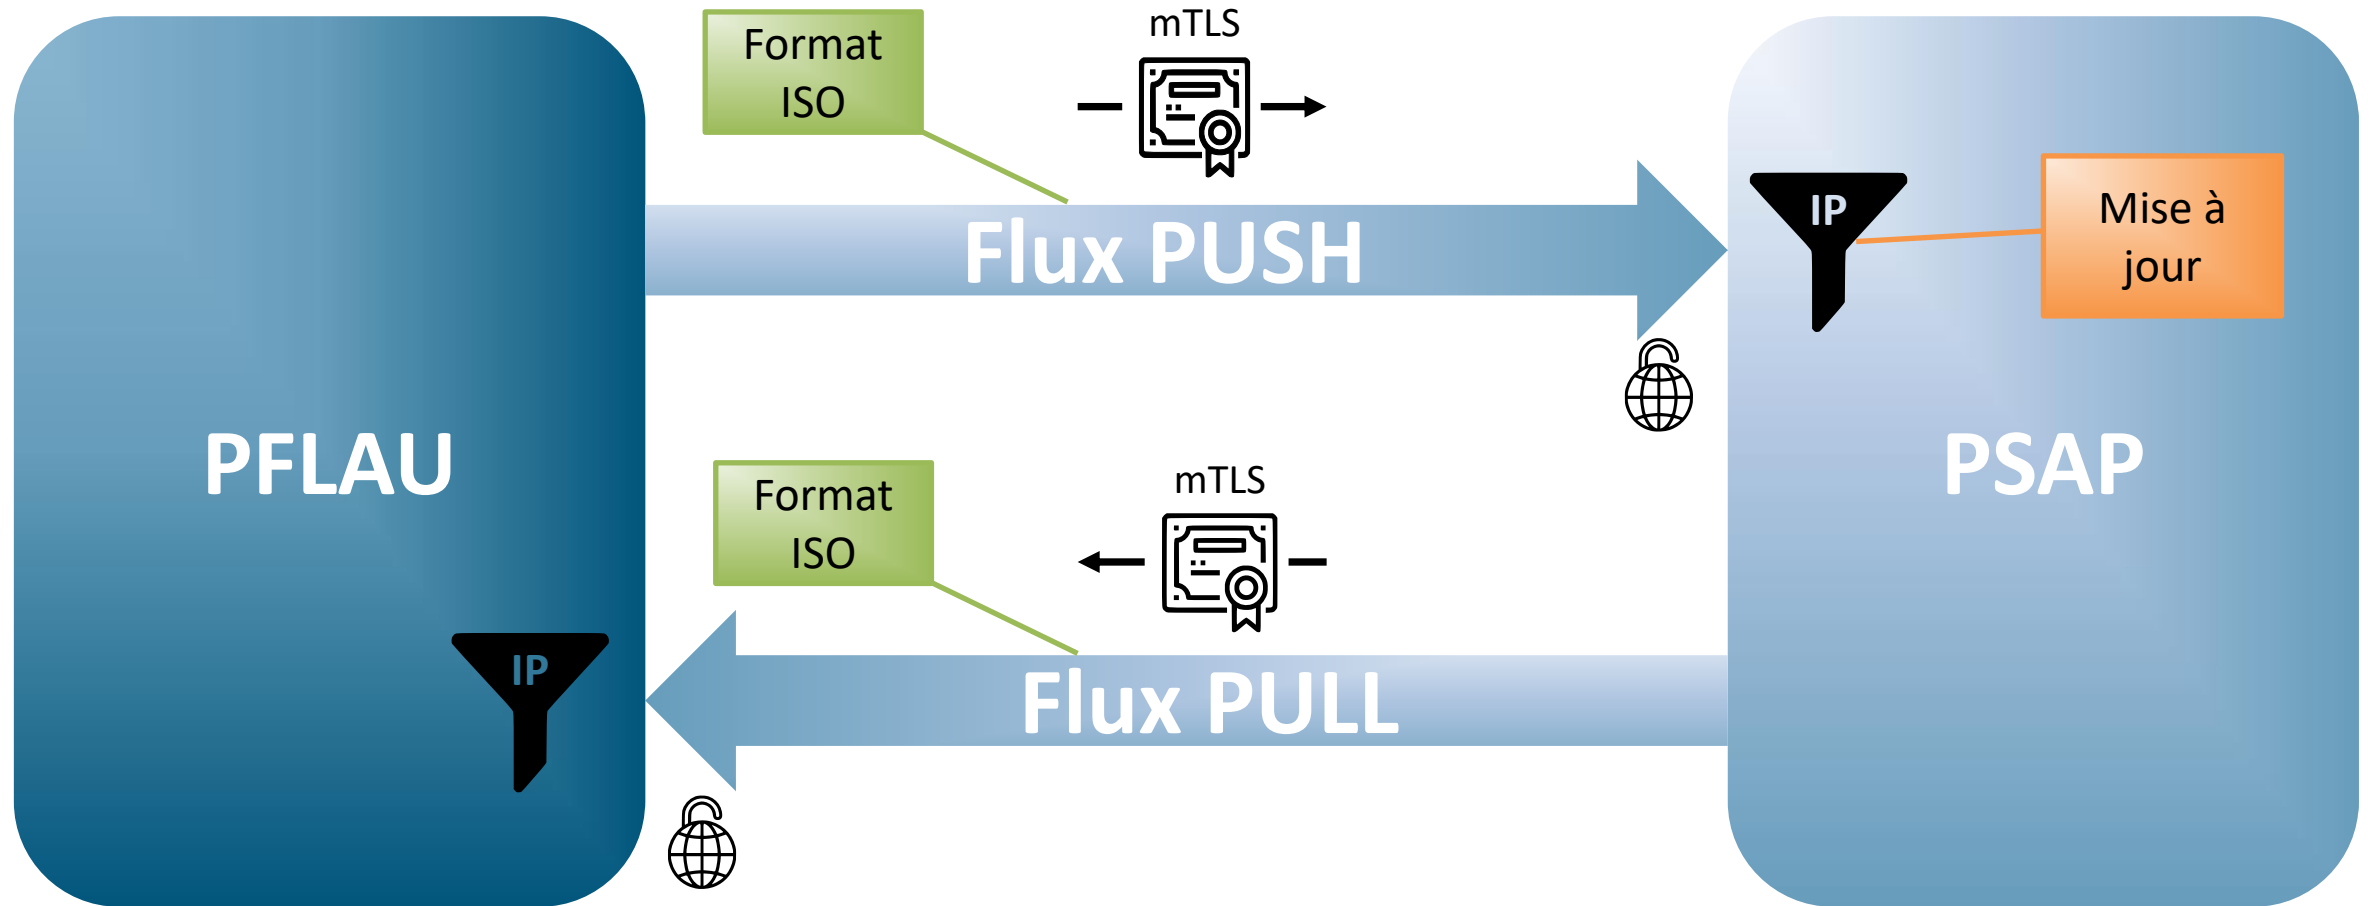 Format
ISO
mTLS
Flux PUSH
IP
Mise à
jour
PFLAU
PSAP
Format
ISO
mTLS
IP
Flux PULL